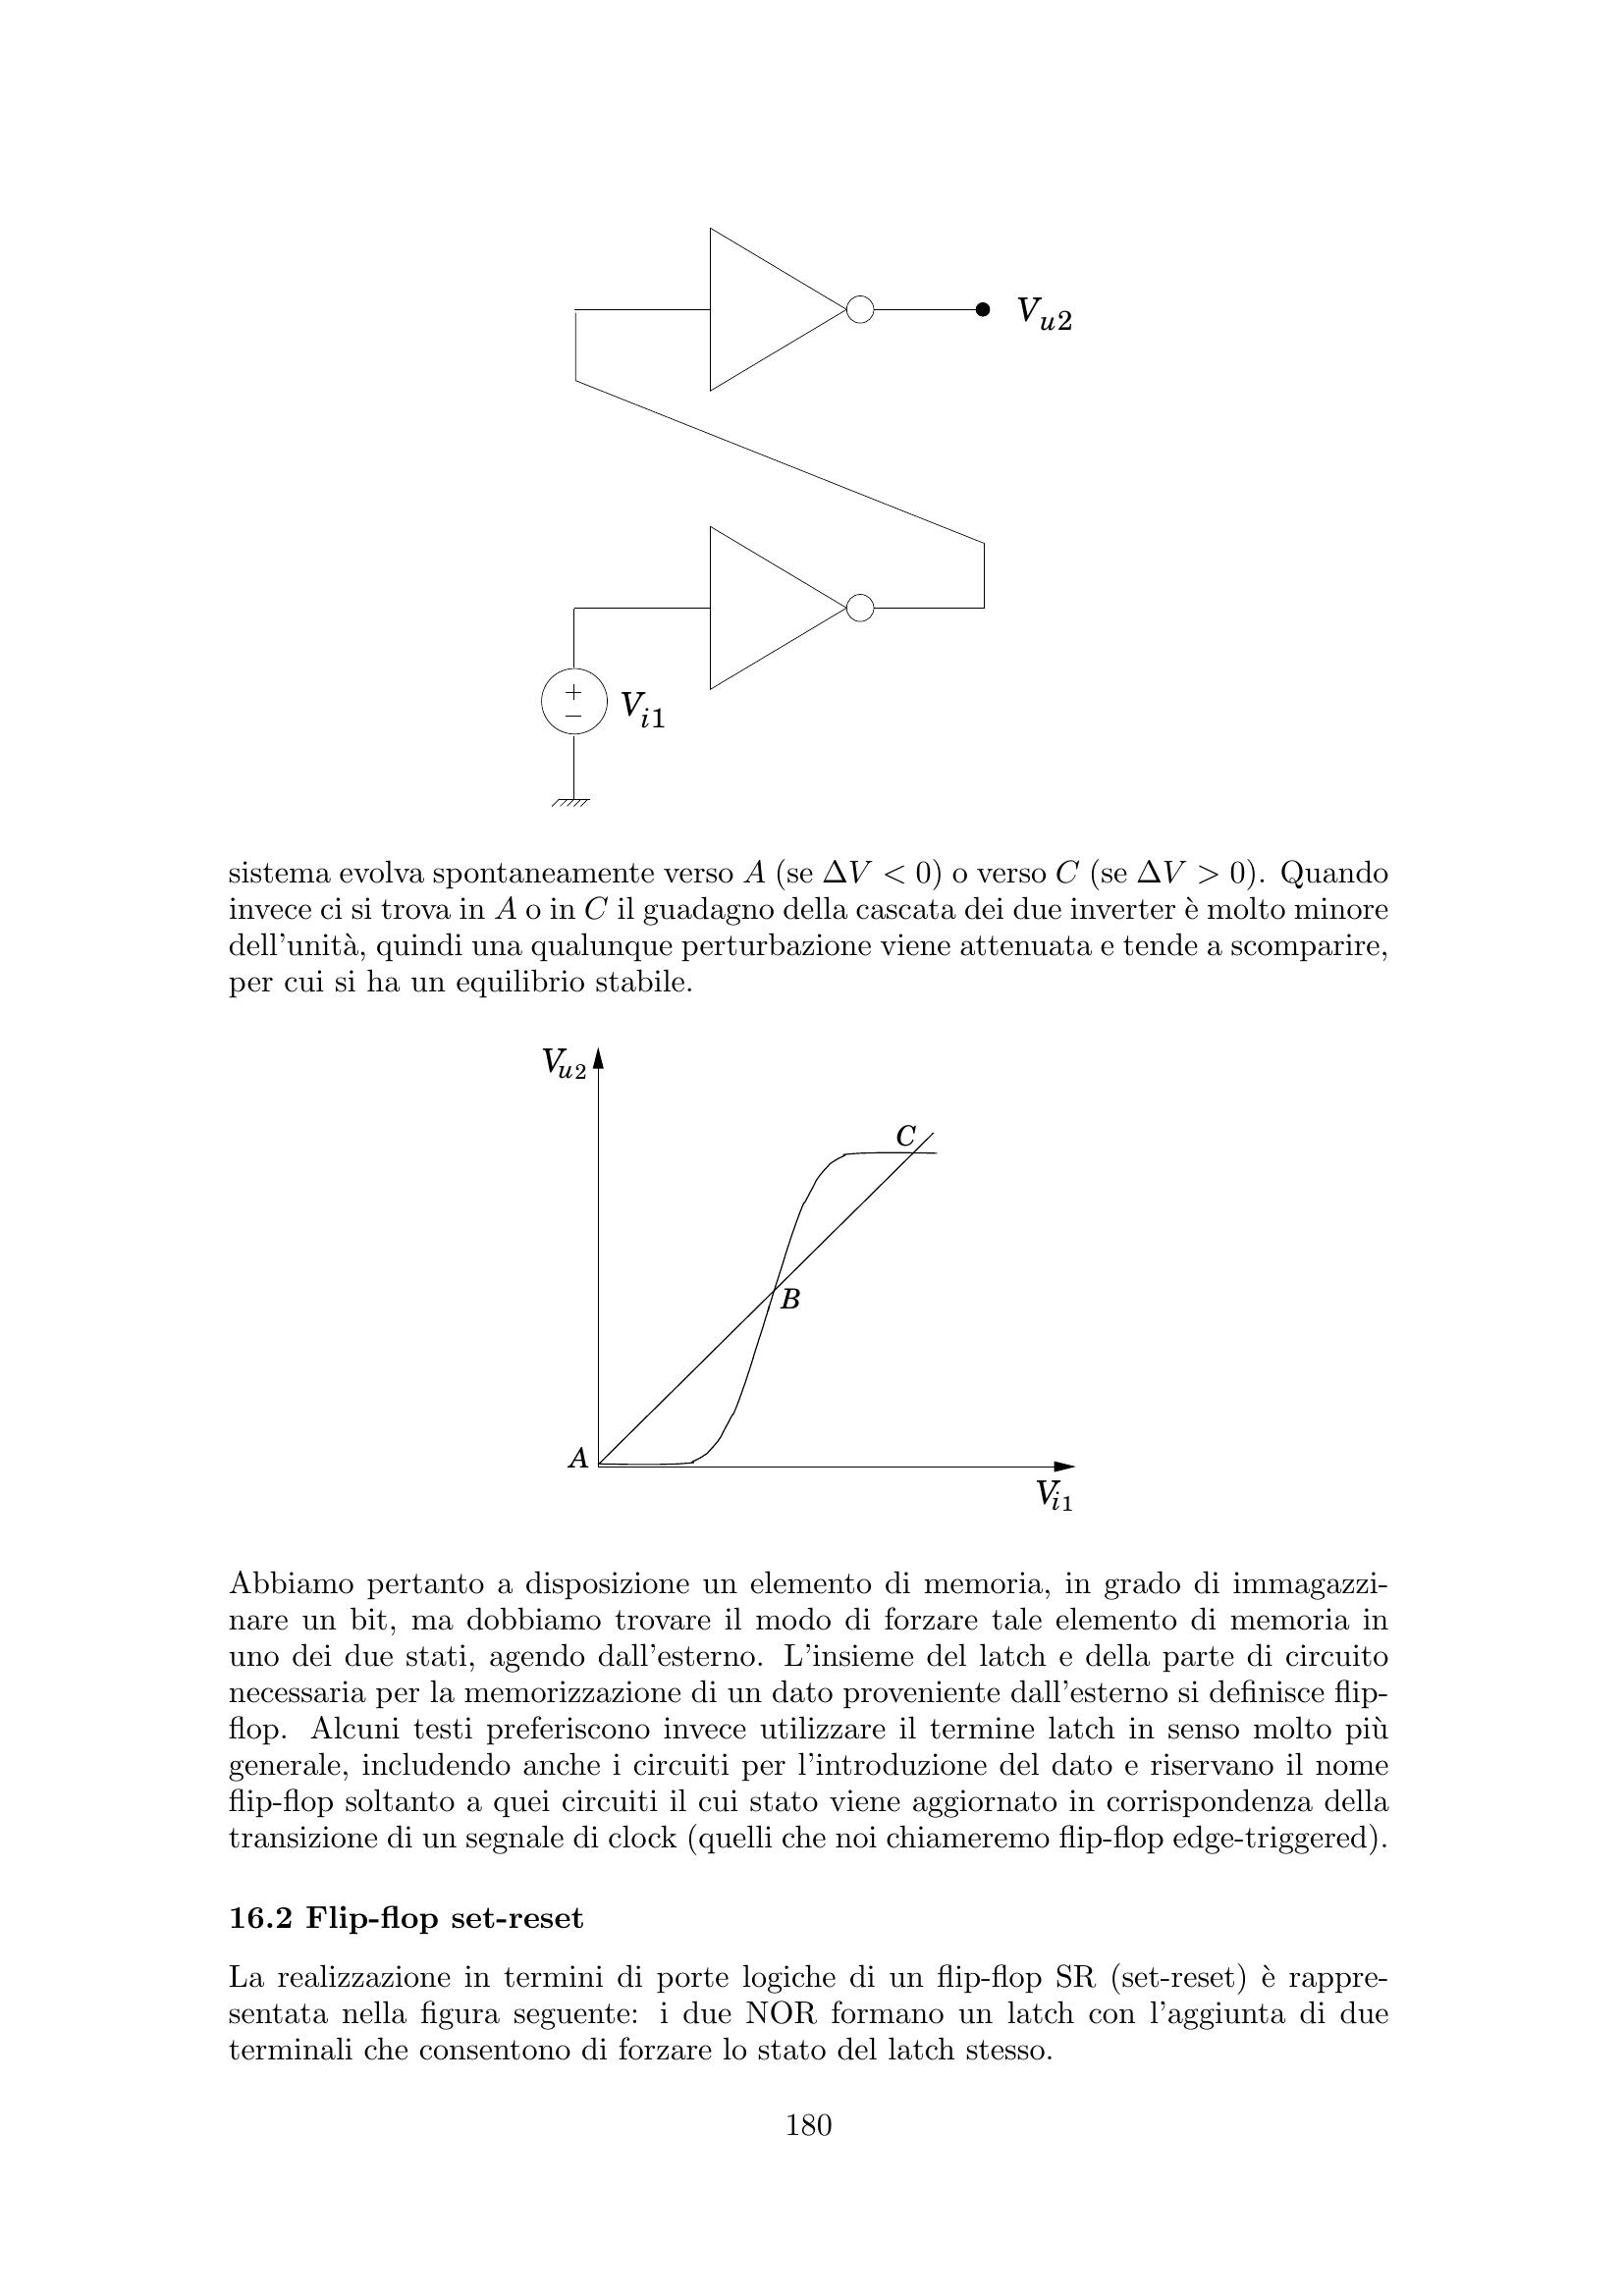 V_{u2}
+
−
V_{i1}
sistema evolva spontaneamente verso A (se ΔV < 0) o verso C (se ΔV > 0). Quando
invece ci si trova in A o in C il guadagno della cascata dei due inverter è molto minore
dell'unità, quindi una qualunque perturbazione viene attenuata e tende a scomparire,
per cui si ha un equilibrio stabile.
V_{u2}
C
B
A
V_{i1}
Abbiamo pertanto a disposizione un elemento di memoria, in grado di immagazzi-
nare un bit, ma dobbiamo trovare il modo di forzare tale elemento di memoria in
uno dei due stati, agendo dall'esterno. L'insieme del latch e della parte di circuito
necessaria per la memorizzazione di un dato proveniente dall'esterno si definisce flip-
flop. Alcuni testi preferiscono invece utilizzare il termine latch in senso molto più
generale, includendo anche i circuiti per l'introduzione del dato e riservano il nome
flip-flop soltanto a quei circuiti il cui stato viene aggiornato in corrispondenza della
transizione di un segnale di clock (quelli che noi chiameremo flip-flop edge-triggered).
16.2 Flip-flop set-reset
La realizzazione in termini di porte logiche di un flip-flop SR (set-reset) è rappre-
sentata nella figura seguente: i due NOR formano un latch con l'aggiunta di due
terminali che consentono di forzare lo stato del latch stesso.
180